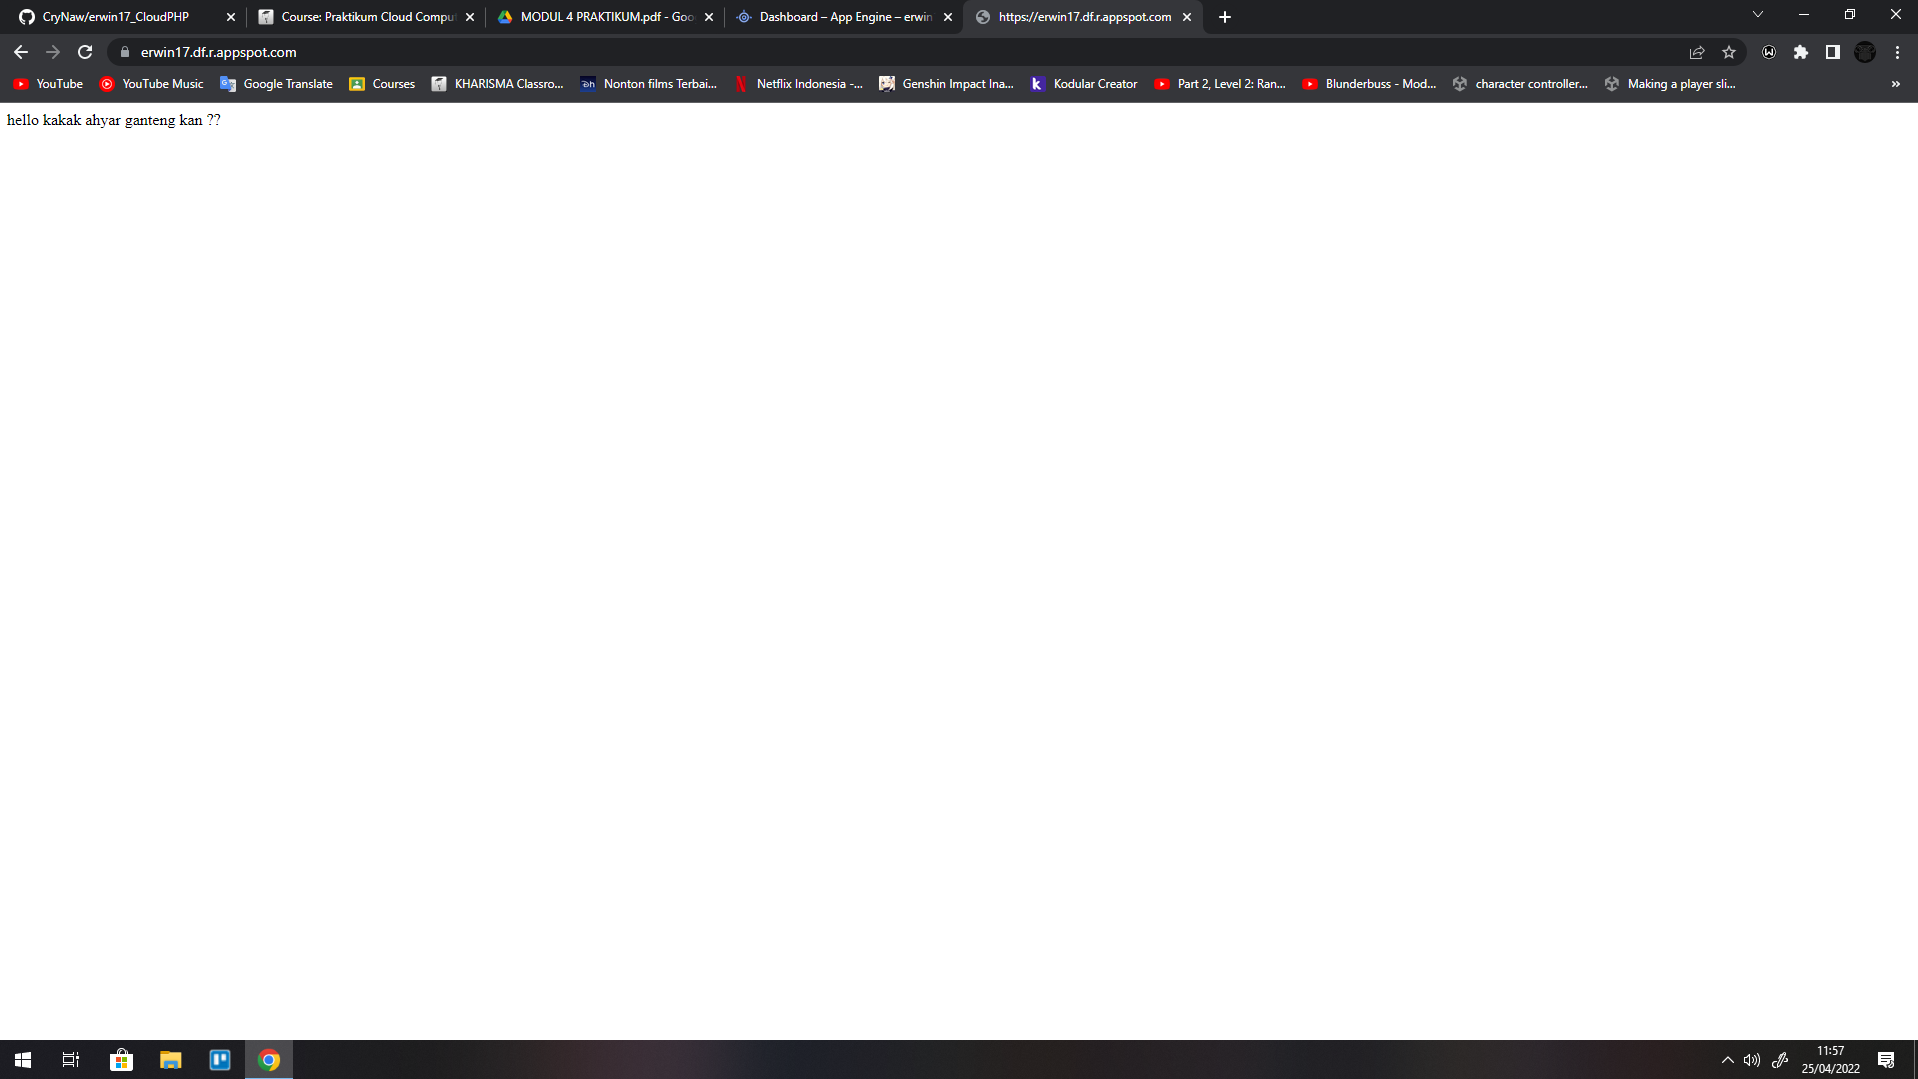 CryNaw/erwin17_CloudPHP
Course: Praktikum Cloud Comput
MODUL 4 PRAKTIKUM.pdf - Goo
Dashboard – App Engine – erwin
https://erwin17.df.r.appspot.com
erwin17.df.r.appspot.com
YouTube
YouTube Music
Google Translate
Courses
KHARISMA Classro...
Nonton films Terbai...
Netflix Indonesia -...
Genshin Impact Ina...
Kodular Creator
Part 2, Level 2: Ran...
Blunderbuss - Mod...
character controller...
Making a player sli...
»
hello kakak ahyar ganteng kan ??
11:57
25/04/2022